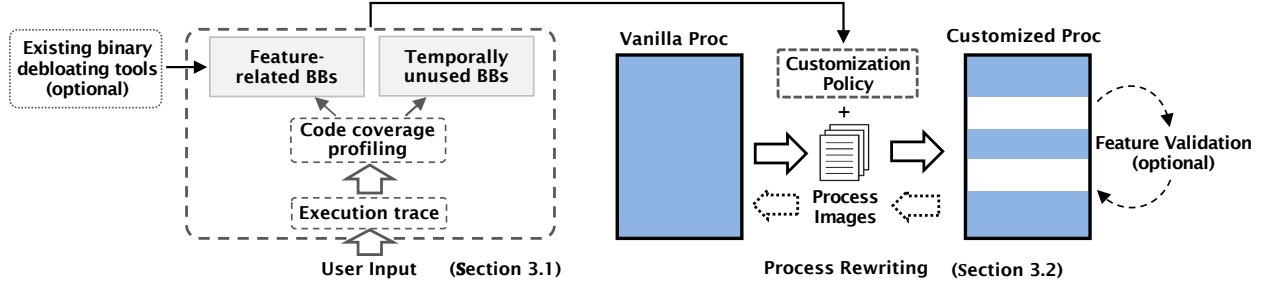 Existing binary
debloating tools
(optional)
Feature-
related BBs
Temporally
unused BBs
Code coverage
profiling
Execution trace
User Input
(Section 3.1)
Vanilla Proc
Customization
Policy
+
Process
Images
Customized Proc
Feature Validation
(optional)
Process Rewriting
(Section 3.2)